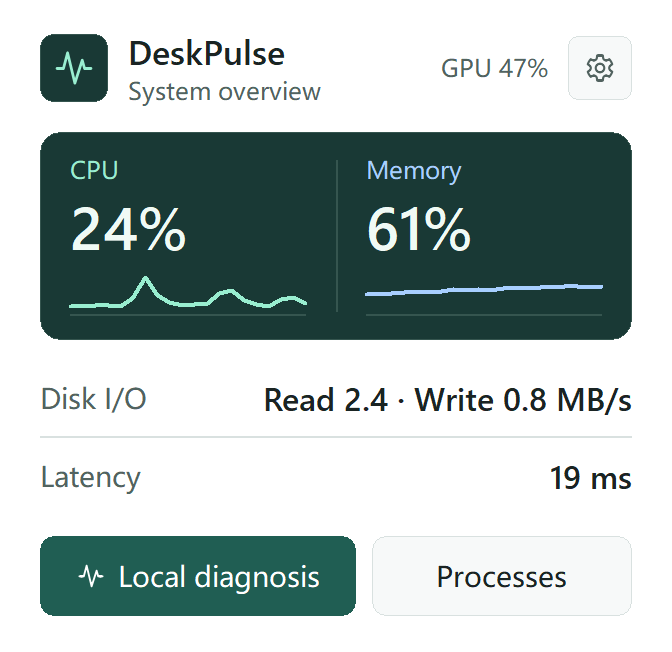 DeskPulse
System overview
GPU 47%
CPU
24%
Memory
61%
Disk I/O
Read 2.4 · Write 0.8 MB/s
Latency
19 ms
Local diagnosis
Processes